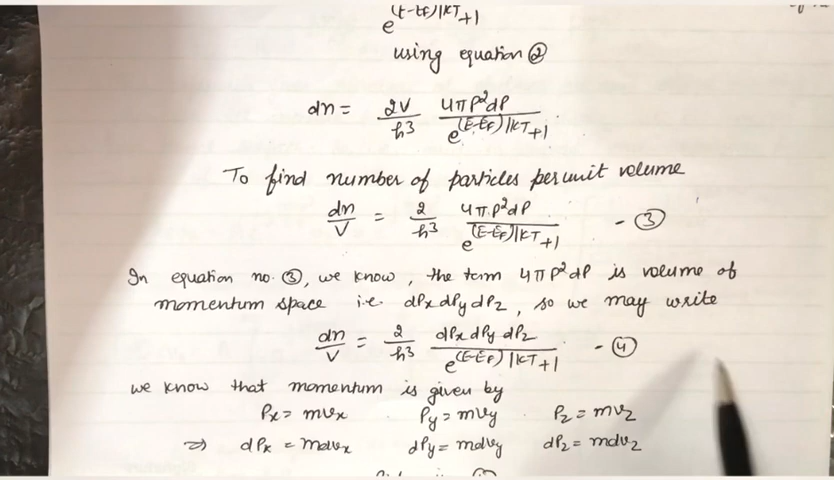 e^(E-EF)/KT +1
using equation ②
dn = 2V/h³ 4πP²dP/e^(E-EF)/KT +1
To find number of particles per unit volume
dn/V = 2/h³ 4πP²dP/e^(E-EF)/KT +1 - ③
In equation no. ③, we know, the term 4πP²dP is volume of
momentum space i.e. dPx dPy dPz, so we may write
dn/V = 2/h³ dPx dPy dPz/e^(E-EF)/KT +1 - ④
we know that momentum is given by
Px = mvx Py = mvy Pz = mvz
⇒ dPx = mdvx dPy = mdvy dPz = mdvz